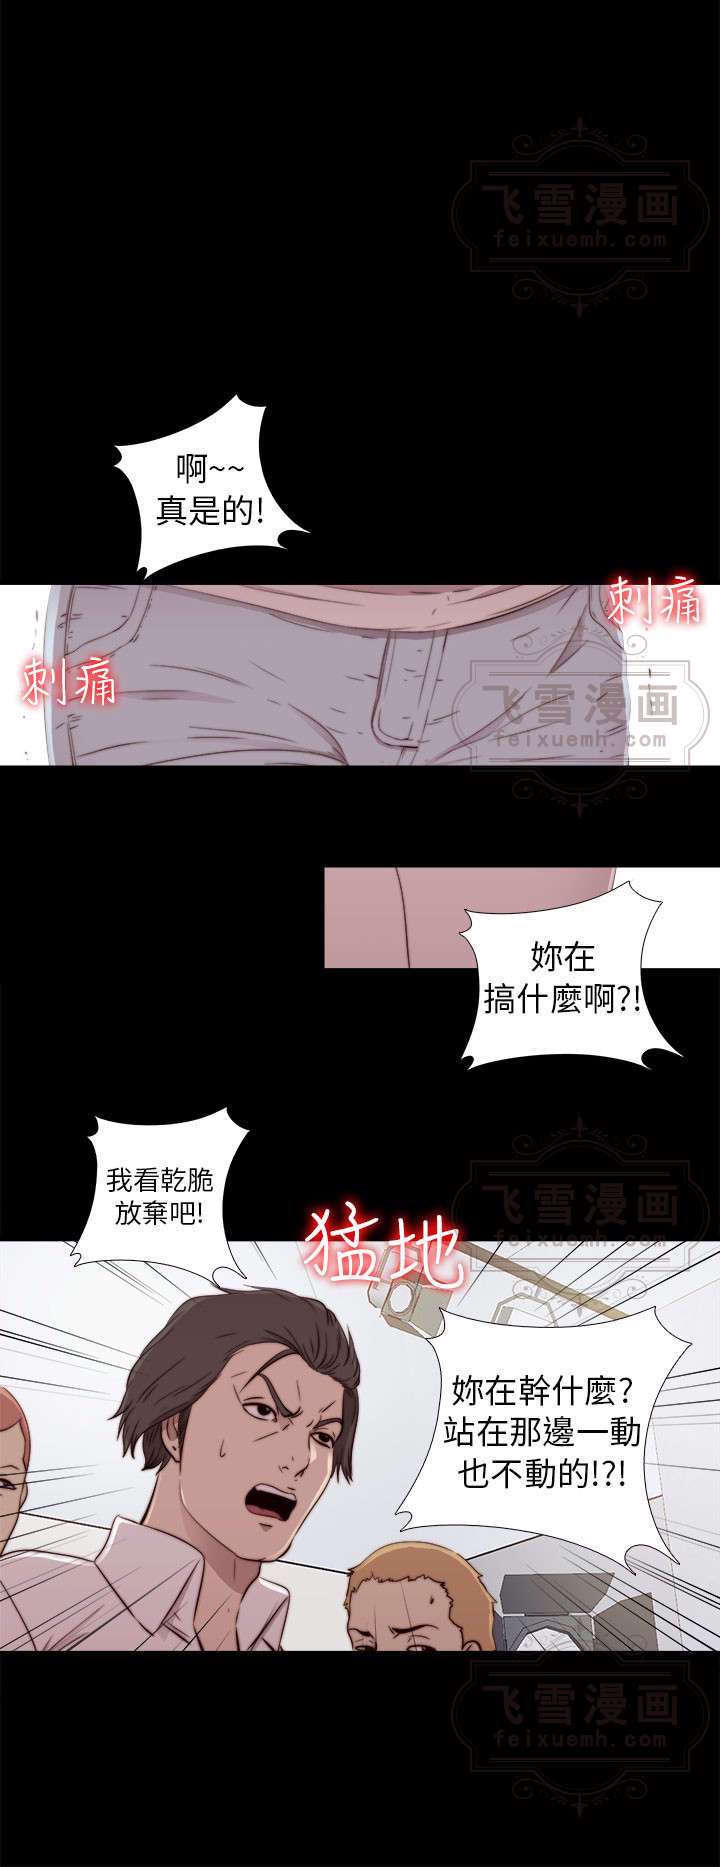 飞雪漫画
feixuemh.com
啊~~
真是的!
刺痛
刺痛
飞雪漫画
feixuemh.com
妳在
搞什麼啊?!
我看乾脆
放棄吧!
飞雪漫画
feixuemh.com
猛地
妳在幹什麼?
站在那邊一動
也不動的!?!
飞雪漫画
feixuemh.com